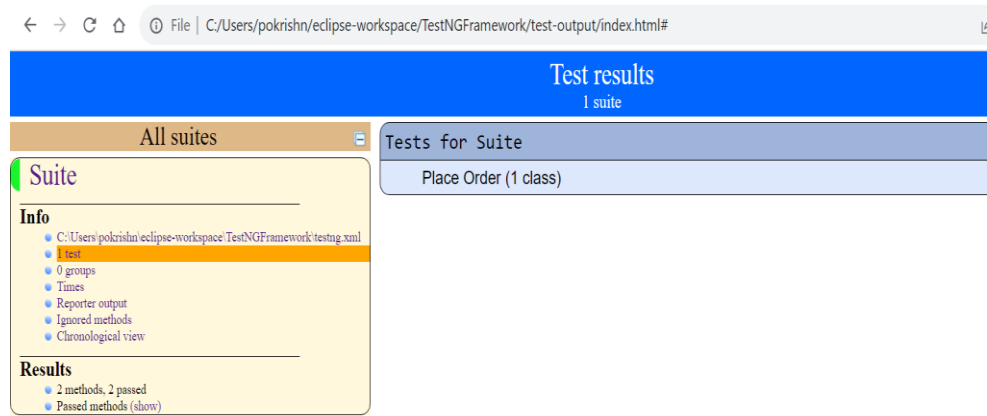 File | C:/Users/pokrishn/eclipse-workspace/TestNGFramework/test-output/index.html#
Test results
1 suite
All suites
Suite
Info
C:\Users\pokrishn\eclipse-workspace\TestNGFramework\testng.xml
1 test
0 groups
Times
Reporter output
Ignored methods
Chronological view
Results
2 methods, 2 passed
Passed methods (show)
Tests for Suite
Place Order (1 class)